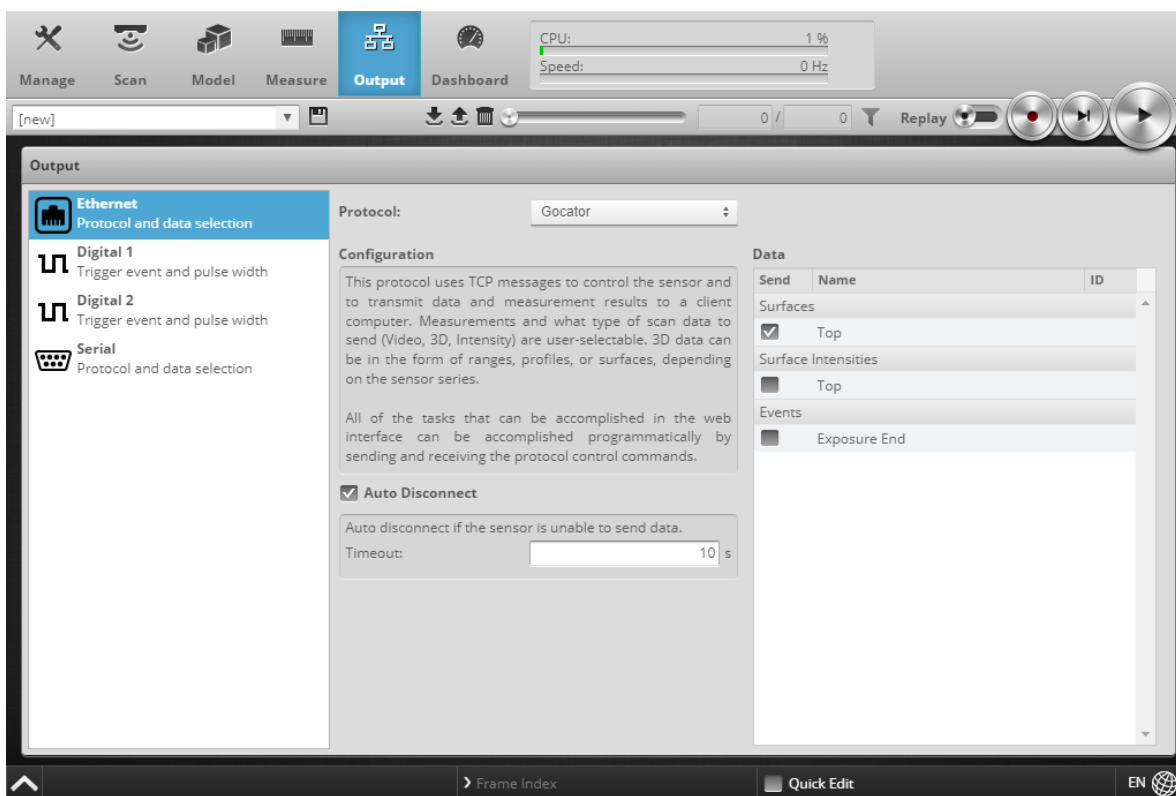 Manage
Scan
Model
Measure
Output
Dashboard
CPU: 1 %
Speed: 0 Hz
[new]
0 / 0
Replay
Output
Ethernet
Protocol and data selection
Digital 1
Trigger event and pulse width
Digital 2
Trigger event and pulse width
Serial
Protocol and data selection
Protocol: Gocator
Configuration
This protocol uses TCP messages to control the sensor and
to transmit data and measurement results to a client
computer. Measurements and what type of scan data to
send (Video, 3D, Intensity) are user-selectable. 3D data can
be in the form of ranges, profiles, or surfaces, depending
on the sensor series.
All of the tasks that can be accomplished in the web
interface can be accomplished programmatically by
sending and receiving the protocol control commands.
Auto Disconnect
Auto disconnect if the sensor is unable to send data.
Timeout: 10 s
Data
Send Name ID
Surfaces
Top
Surface Intensities
Top
Events
Exposure End
Frame Index
Quick Edit
EN